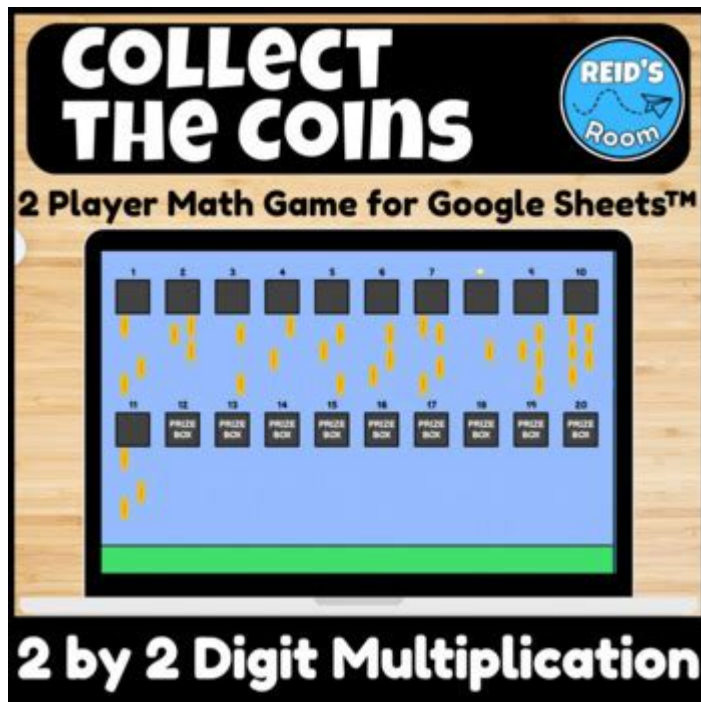 COLLECT
THE COINS
REID'S
Room
2 Player Math Game for Google Sheets™
1 2 3 4 5 6 7 9 10
11 12 13 14 15 16 17 18 19 20
PRIZE BOX PRIZE BOX PRIZE BOX PRIZE BOX PRIZE BOX PRIZE BOX PRIZE BOX PRIZE BOX PRIZE BOX
2 by 2 Digit Multiplication